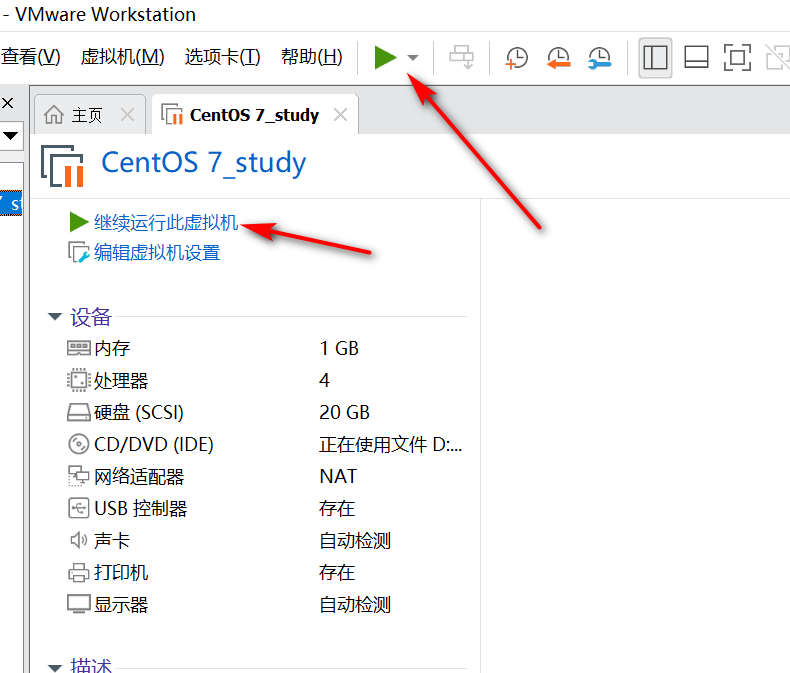 - VMware Workstation
查看(V) 虚拟机(M) 选项卡(T) 帮助(H)
主页 CentOS 7_study
CentOS 7_study
继续运行此虚拟机
编辑虚拟机设置
设备
内存 1 GB
处理器 4
硬盘 (SCSI) 20 GB
CD/DVD (IDE) 正在使用文件 D:...
网络适配器 NAT
USB 控制器 存在
声卡 自动检测
打印机 存在
显示器 自动检测
描述